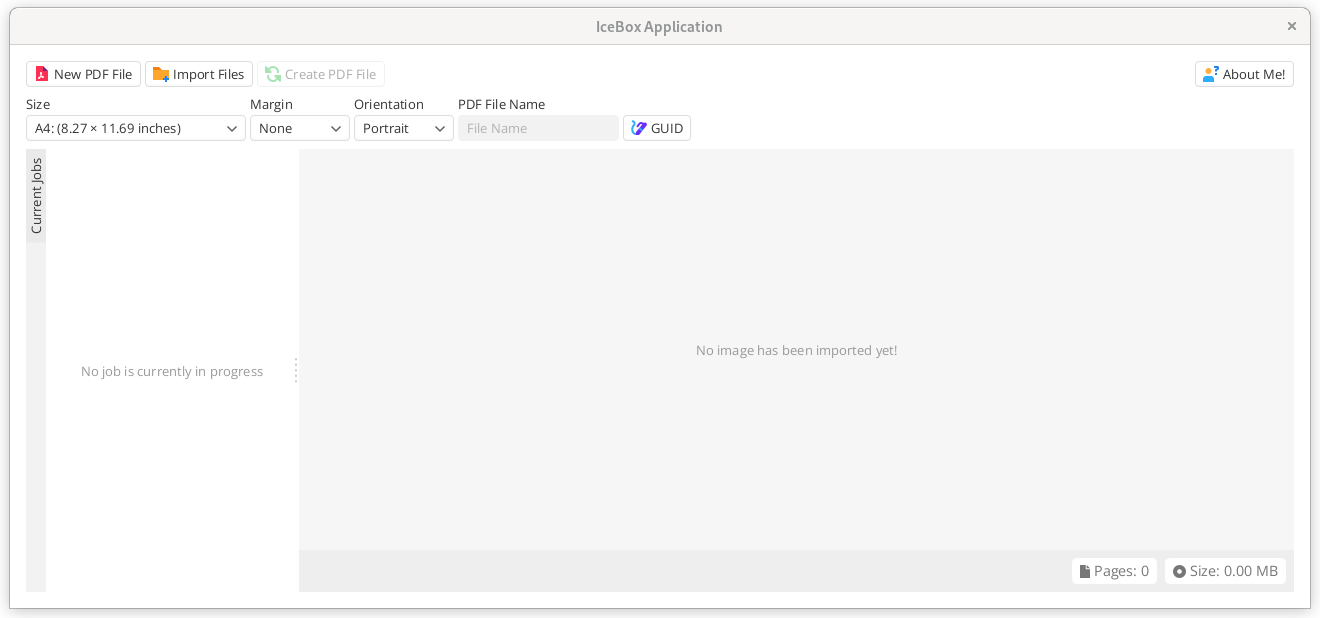 IceBox Application
New PDF File
Import Files
Create PDF File
About Me!
Size
Margin
Orientation
PDF File Name
A4: (8.27 × 11.69 inches)
None
Portrait
File Name
GUID
Current Jobs
No job is currently in progress
No image has been imported yet!
Pages: 0
Size: 0.00 MB